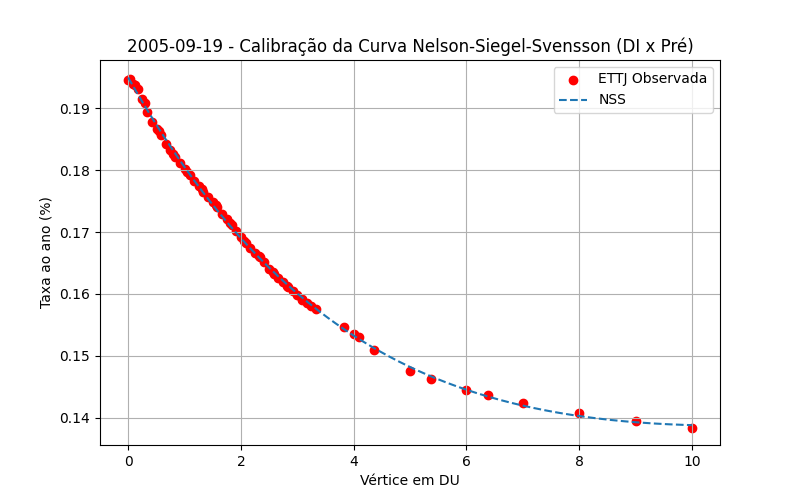 2005-09-19 - Calibração da Curva Nelson-Siegel-Svensson (DI x Pré)
ETTJ Observada
NSS
0.19
0.18
0.17
0.16
0.15
0.14
Taxa ao ano (%)
0 2 4 6 8 10
Vértice em DU